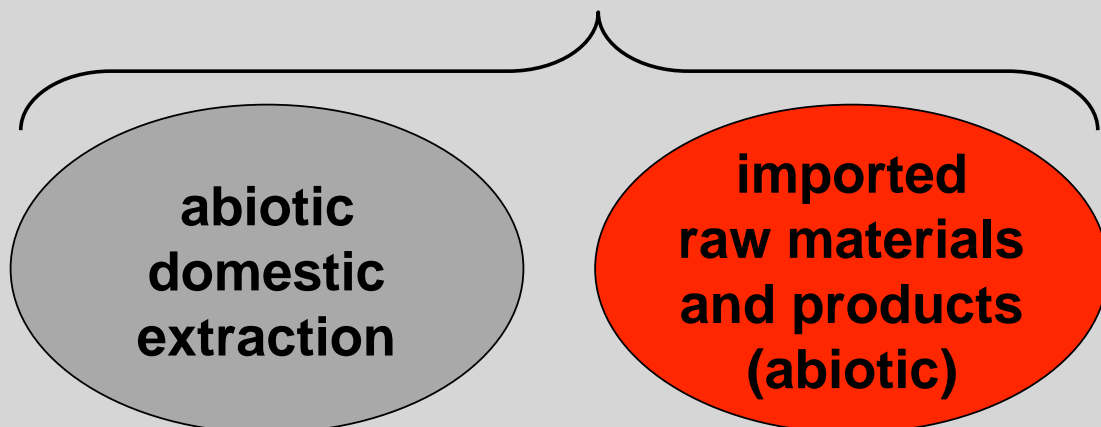 abiotic
domestic
extraction
imported
raw materials
and products
(abiotic)